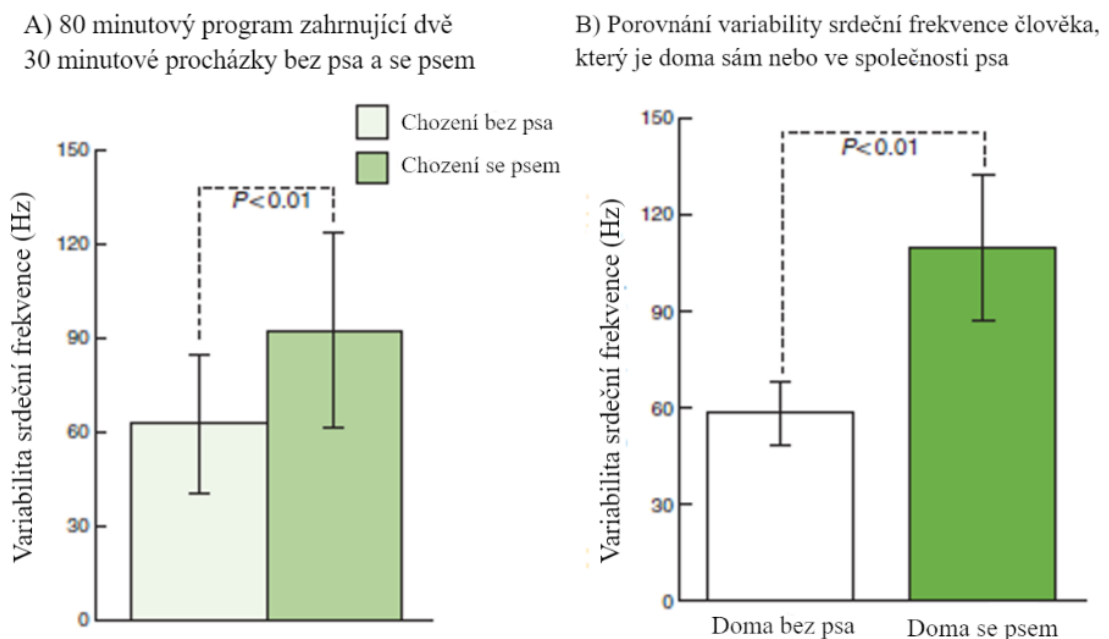 A) 80 minutový program zahrnující dvě
30 minutové procházky bez psa a se psem
Chození bez psa
Chození se psem
150
120
90
60
30
0
P<0.01
Variabilita srdeční frekvence (Hz)
B) Porovnání variability srdeční frekvence člověka,
který je doma sám nebo ve společnosti psa
150
120
90
60
30
0
P<0.01
Variabilita srdeční frekvence (Hz)
Doma bez psa
Doma se psem